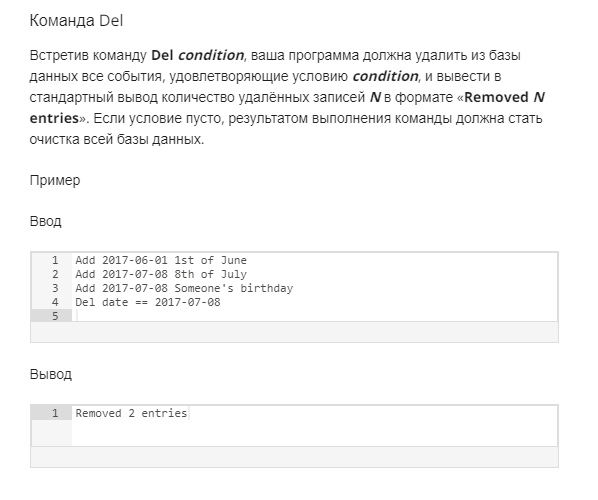 Команда Del
Встретив команду Del condition, ваша программа должна удалить из базы
данных все события, удовлетворяющие условию condition, и вывести в
стандартный вывод количество удалённых записей N в формате «Removed N
entries». Если условие пусто, результатом выполнения команды должна стать
очистка всей базы данных.
Пример
Ввод
1 Add 2017-06-01 1st of June
2 Add 2017-07-08 8th of July
3 Add 2017-07-08 Someone's birthday
4 Del date == 2017-07-08
5
Вывод
1 Removed 2 entries